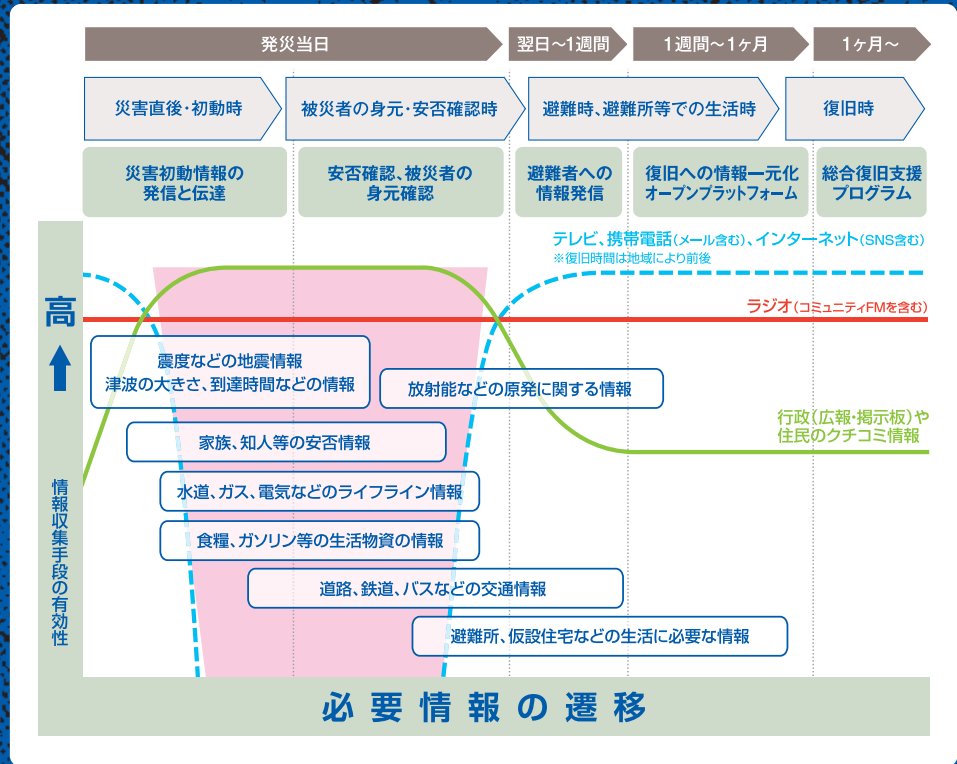 発災当日
翌日〜1週間
1週間〜1ヶ月
1ヶ月〜
災害直後・初動時
被災者の身元・安否確認時
避難時、避難所等での生活時
復旧時
災害初動情報の
発信と伝達
安否確認、被災者の
身元確認
避難者への
情報発信
復旧への情報一元化
オープンプラットフォーム
総合復旧支援
プログラム
テレビ、携帯電話（メール含む）、インターネット（SNS含む）
※復旧時間は地域により前後
高
ラジオ（コミュニティFMを含む）
震度などの地震情報
津波の大きさ、到達時間などの情報
放射能などの原発に関する情報
行政（広報・掲示板）や
住民のクチコミ情報
家族、知人等の安否情報
水道、ガス、電気などのライフライン情報
情報収集手段の有効性
食糧、ガソリン等の生活物資の情報
道路、鉄道、バスなどの交通情報
避難所、仮設住宅などの生活に必要な情報
必要情報の遷移